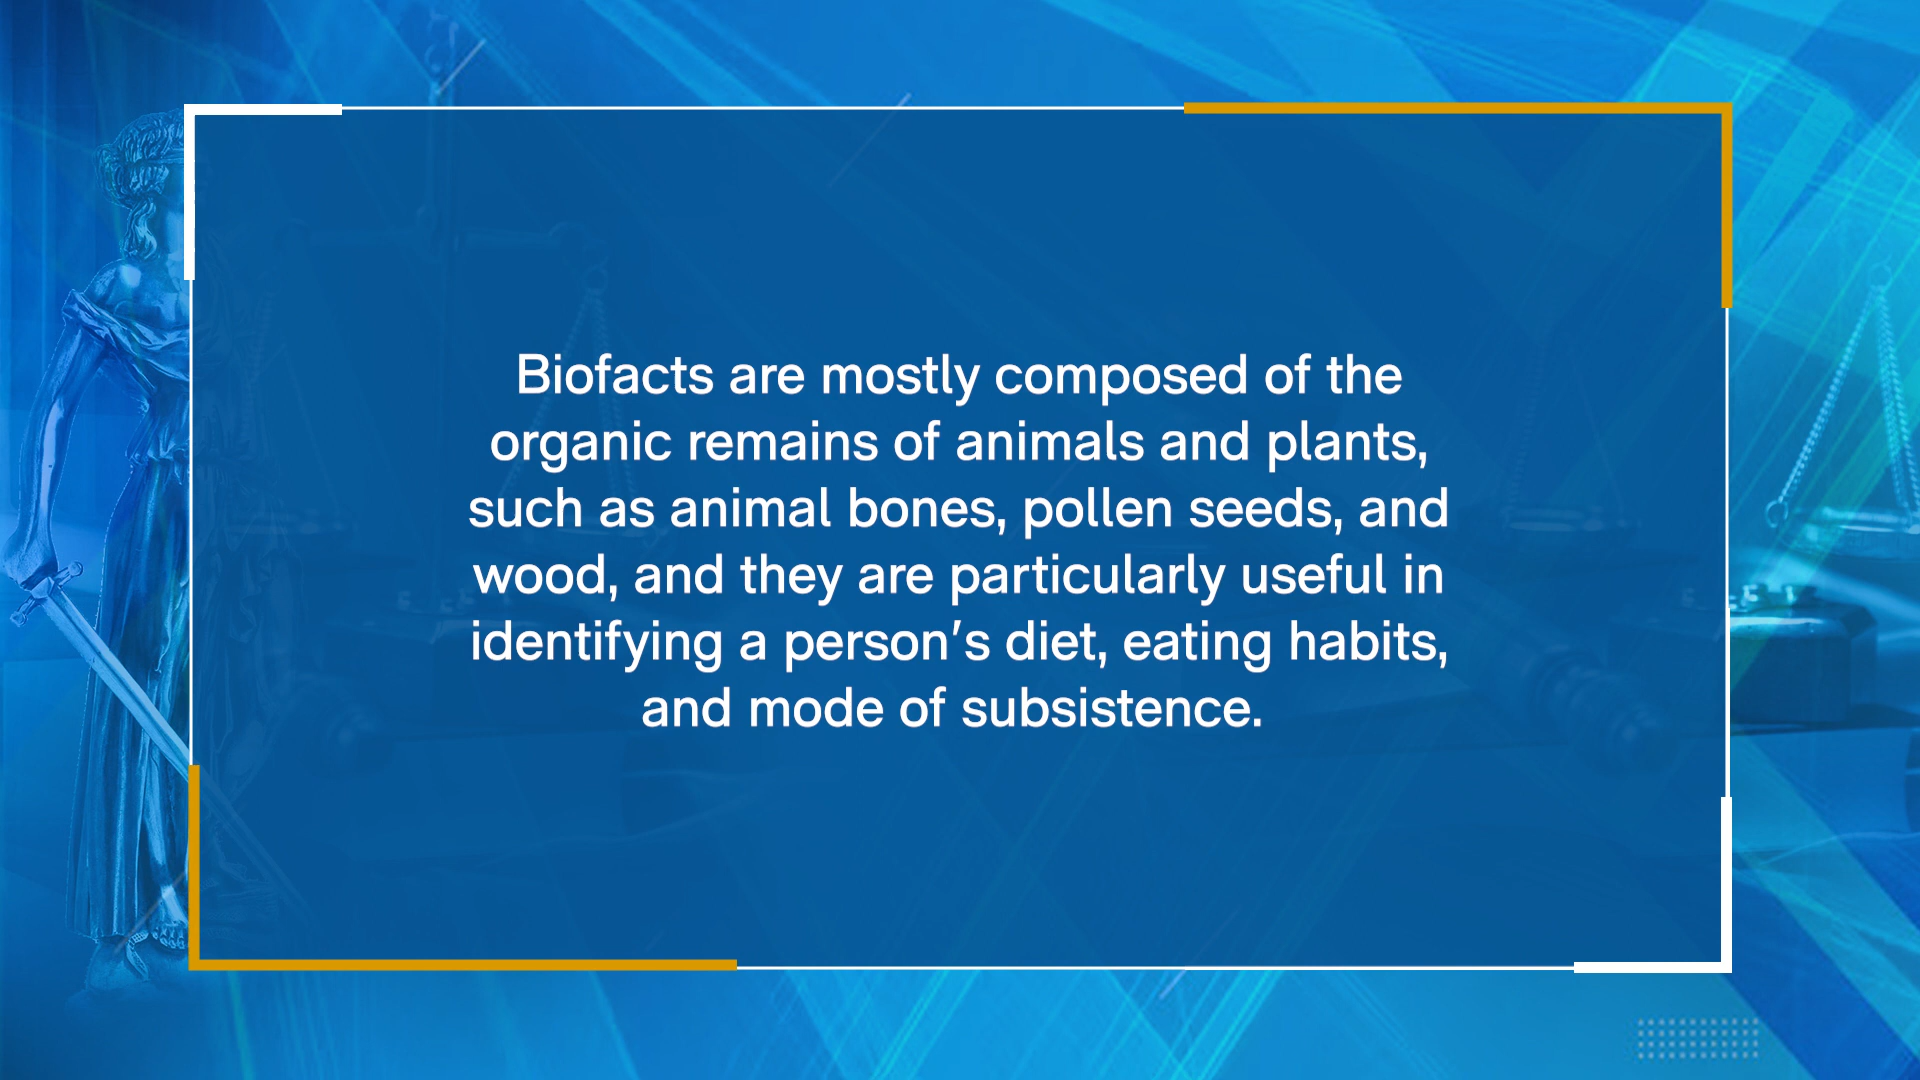 Biofacts are mostly composed of the
organic remains of animals and plants,
such as animal bones, pollen seeds, and
wood, and they are particularly useful in
identifying a person's diet, eating habits,
and mode of subsistence.